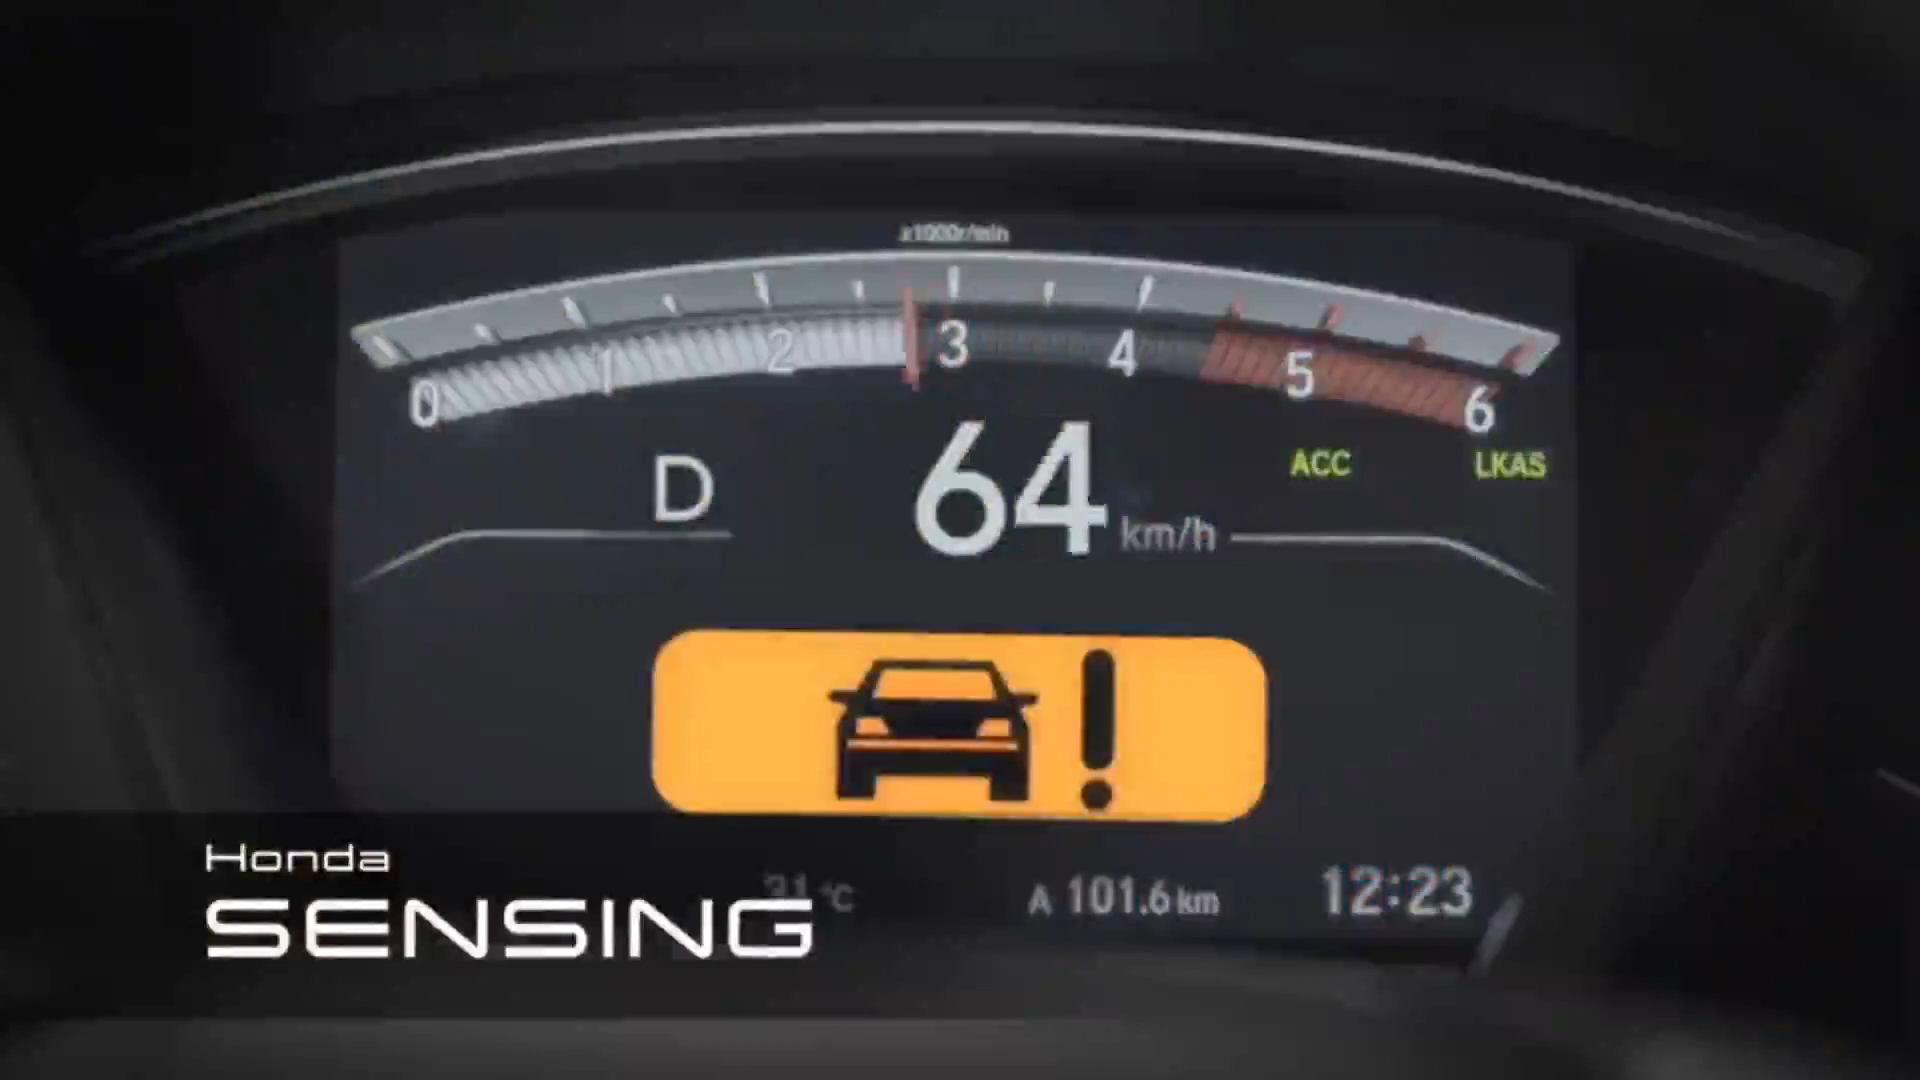 x1000r/min
0 1 2 3 4 5 6
D 64 km/h ACC LKAS
!
31 °C A 101.6 km 12:23
Honda
SENSING